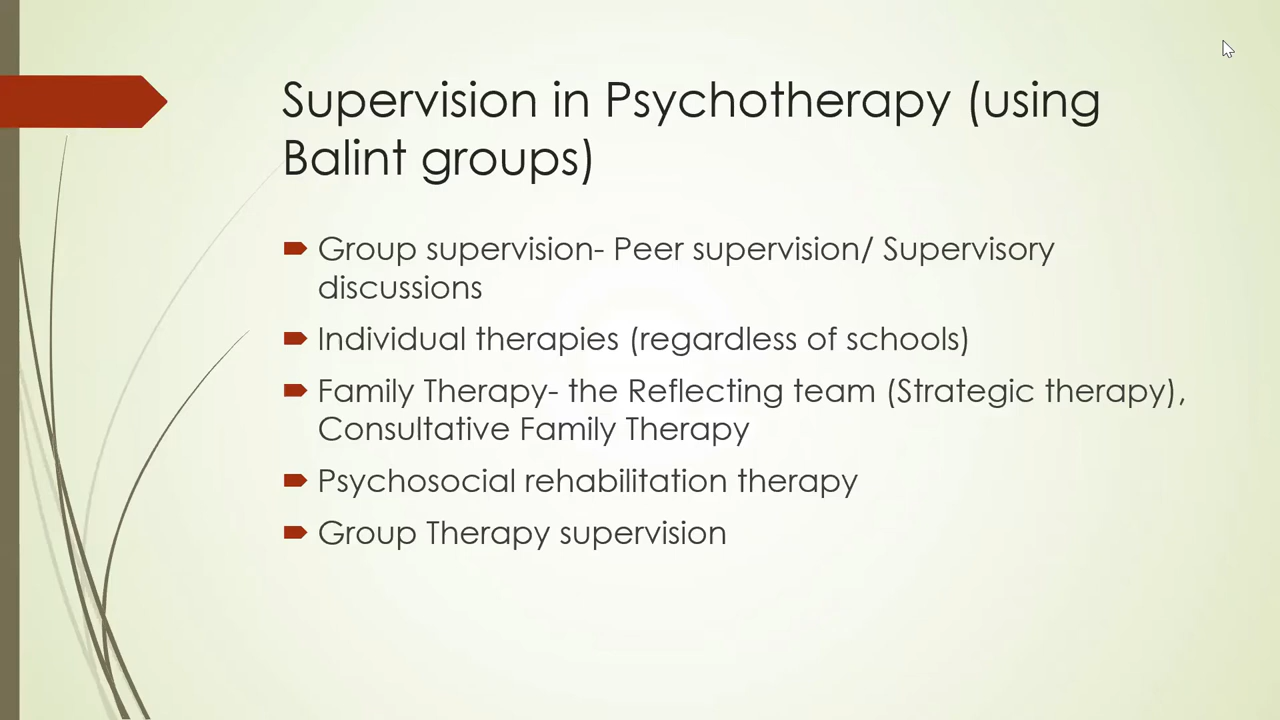 Supervision in Psychotherapy (using
Balint groups)
Group supervision- Peer supervision/ Supervisory
discussions
Individual therapies (regardless of schools)
Family Therapy- the Reflecting team (Strategic therapy),
Consultative Family Therapy
Psychosocial rehabilitation therapy
Group Therapy supervision